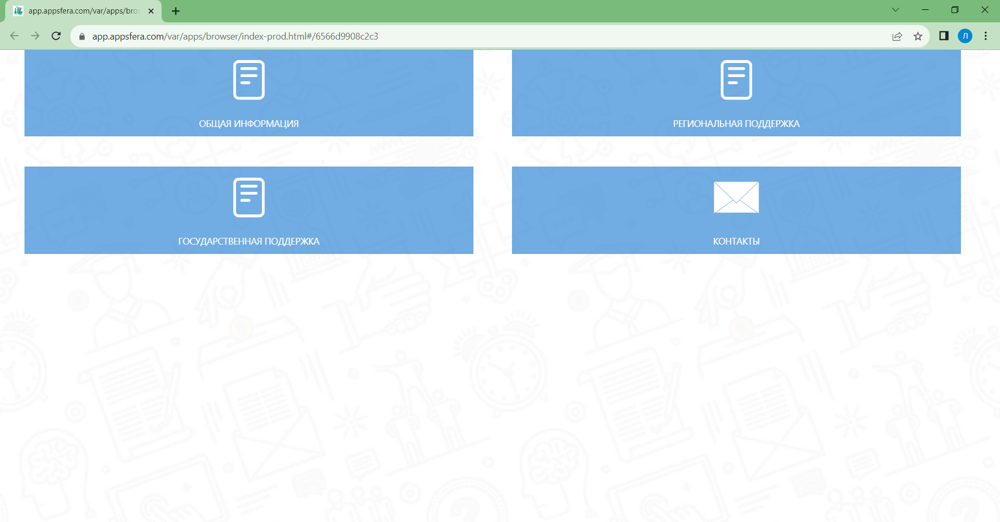 app.appsfera.com/var/apps/brow
app.appsfera.com/var/apps/browser/index-prod.html#/6566d9908c2c3
Л
ОБЩАЯ ИНФОРМАЦИЯ
РЕГИОНАЛЬНАЯ ПОДДЕРЖКА
ГОСУДАРСТВЕННАЯ ПОДДЕРЖКА
КОНТАКТЫ